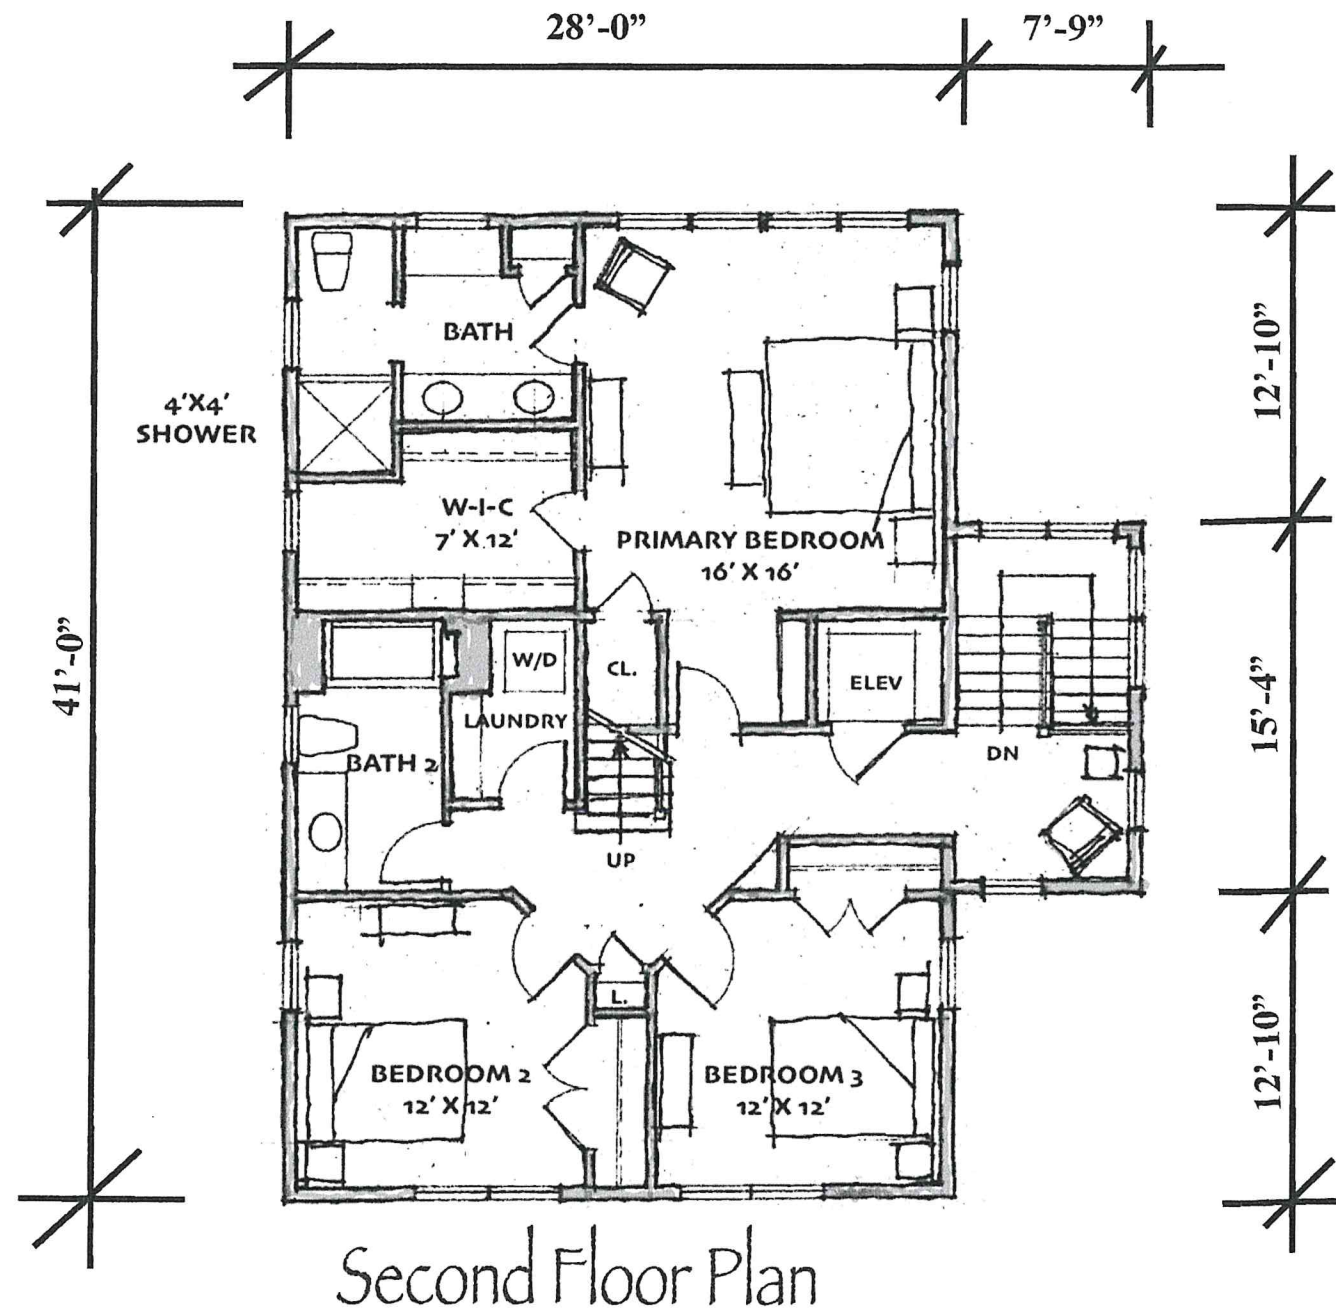 28’-0”
7’-9”
41’-0”
12’-10”
15’-4”
12’-10”
4’X4’
SHOWER
BATH
W-I-C
7’ X 12’
PRIMARY BEDROOM
16’ X 16’
W/D
CL.
ELEV
LAUNDRY
DN
BATH 2
UP
L.
BEDROOM 2
12’ X 12’
BEDROOM 3
12’ X 12’
Second Floor Plan